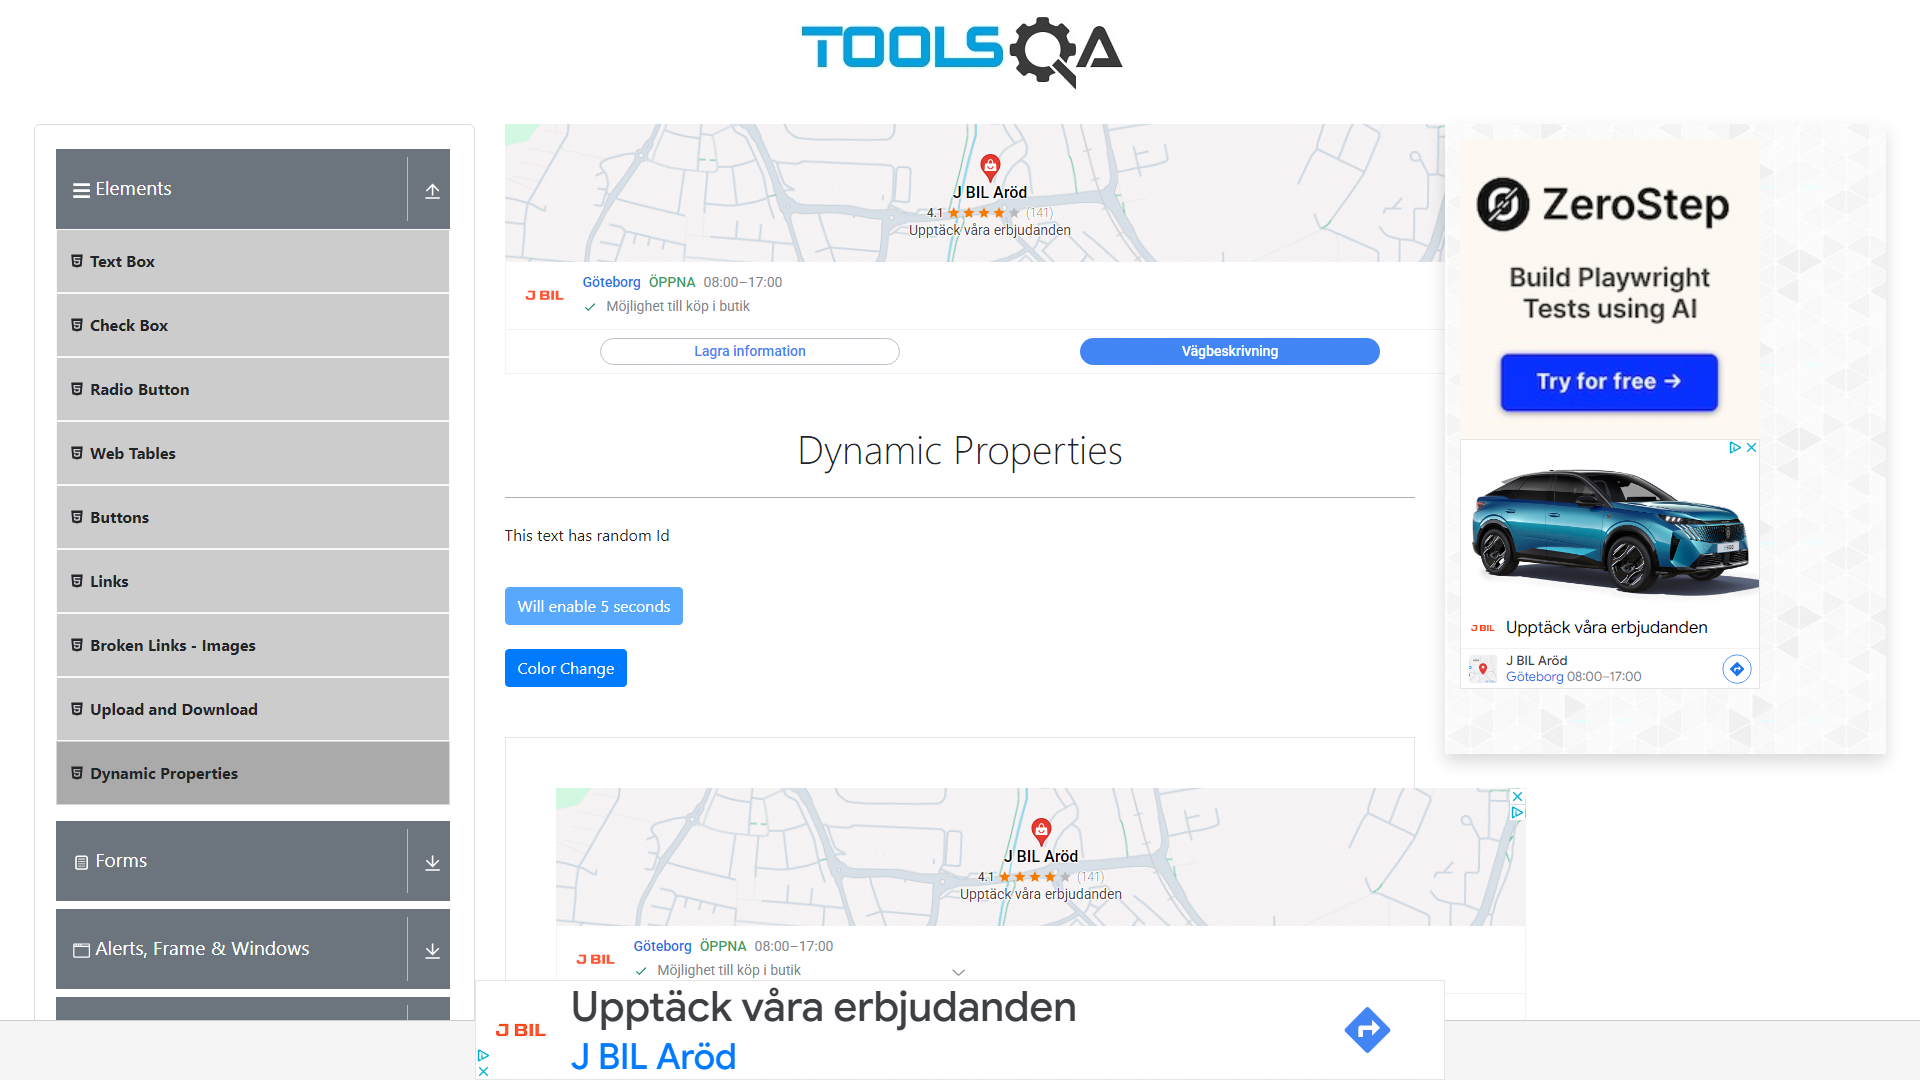 TOOLSQA
Elements
Text Box
Check Box
Radio Button
Web Tables
Buttons
Links
Broken Links - Images
Upload and Download
Dynamic Properties
Forms
Alerts, Frame & Windows
J BIL Aröd
4.1 (141)
Upptäck våra erbjudanden
J BIL
Göteborg ÖPPNA 08:00–17:00
Möjlighet till köp i butik
Lagra information
Vägbeskrivning
Dynamic Properties
This text has random Id
Will enable 5 seconds
Color Change
J BIL Aröd
4.1 (141)
Upptäck våra erbjudanden
J BIL
Göteborg ÖPPNA 08:00–17:00
Möjlighet till köp i butik
ZeroStep
Build Playwright
Tests using AI
Try for free →
J BIL
Upptäck våra erbjudanden
J BIL Aröd
Göteborg 08:00–17:00
J BIL
Upptäck våra erbjudanden
J BIL Aröd